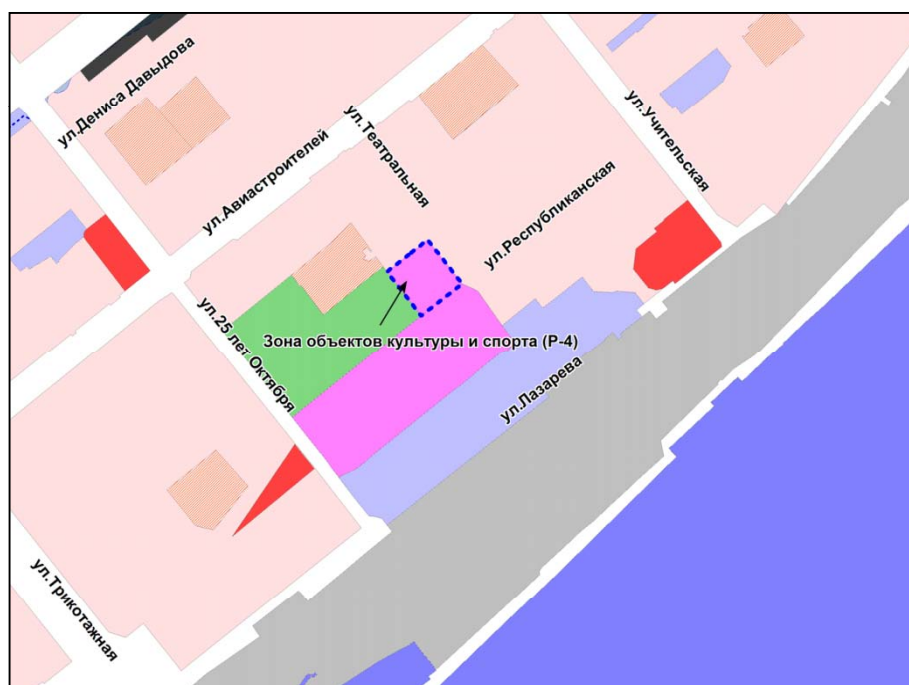 ул.Дениса Давыдова
ул.Театральная
ул.Учительская
ул.Авиастроителей
ул.Республиканская
ул.25 лет Октября
Зона объектов культуры и спорта (Р-4)
ул.Лазарева
ул.Трикотажная